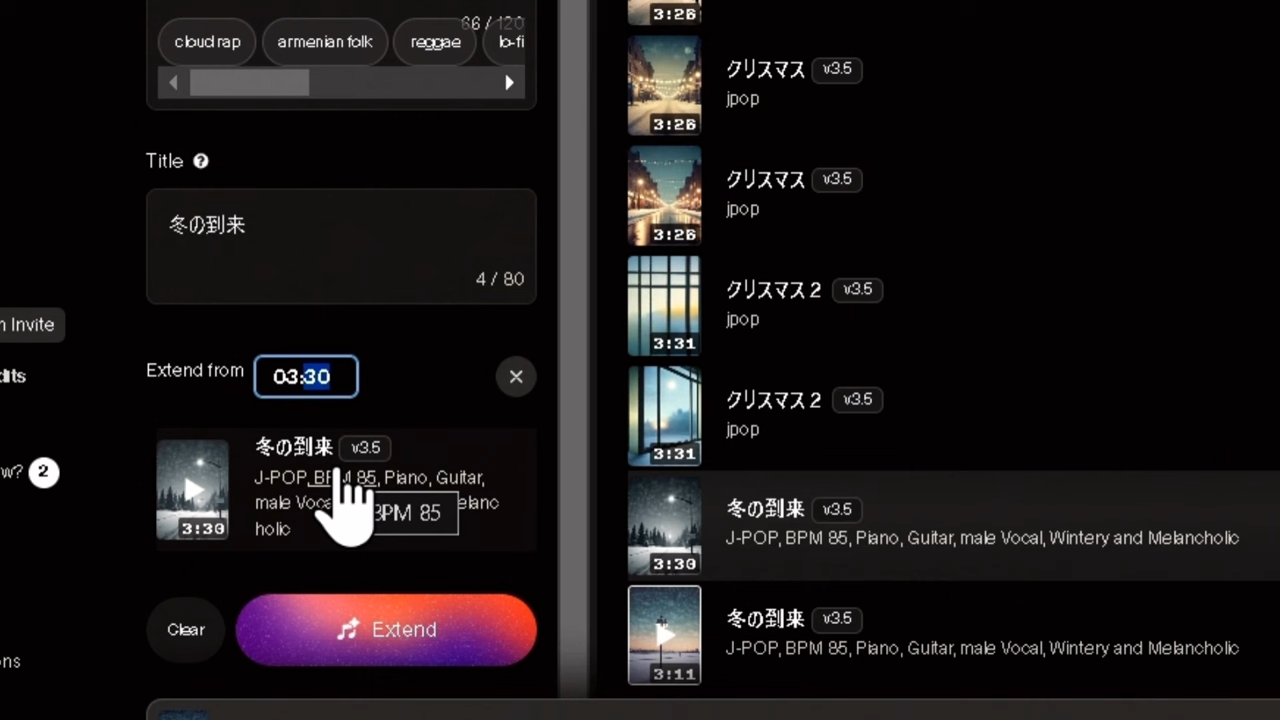 66 / 120
cloud rap
armenian folk
reggae
lo-fi
Title
冬の到来
4 / 80
Invite
Extend from
03:30
冬の到来 v3.5
J-POP, BPM 85, Piano, Guitar,
male
holic
BPM 85
3:30
2
Clear
Extend
3:26
クリスマス v3.5
jpop
3:26
クリスマス v3.5
jpop
3:26
クリスマス 2 v3.5
jpop
3:31
クリスマス 2 v3.5
jpop
3:31
冬の到来 v3.5
J-POP, BPM 85, Piano, Guitar, male Vocal, Wintery and Melancholic
3:30
冬の到来 v3.5
J-POP, BPM 85, Piano, Guitar, male Vocal, Wintery and Melancholic
3:11